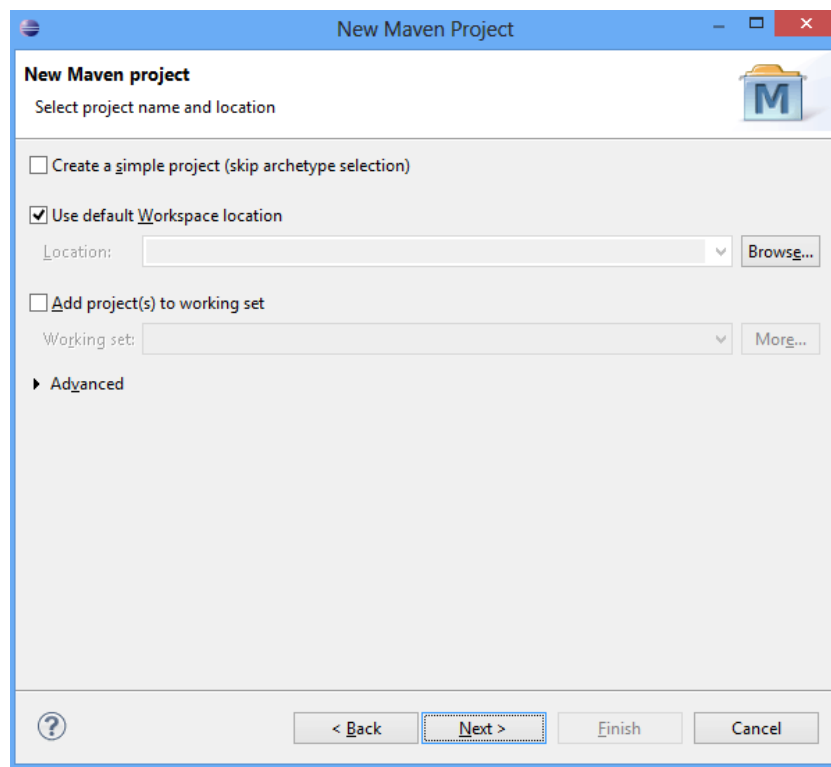 New Maven Project
New Maven project
Select project name and location
M
Create a simple project (skip archetype selection)
Use default Workspace location
Location: Browse...
Add project(s) to working set
Working set: More...
Advanced
? < Back Next > Finish Cancel